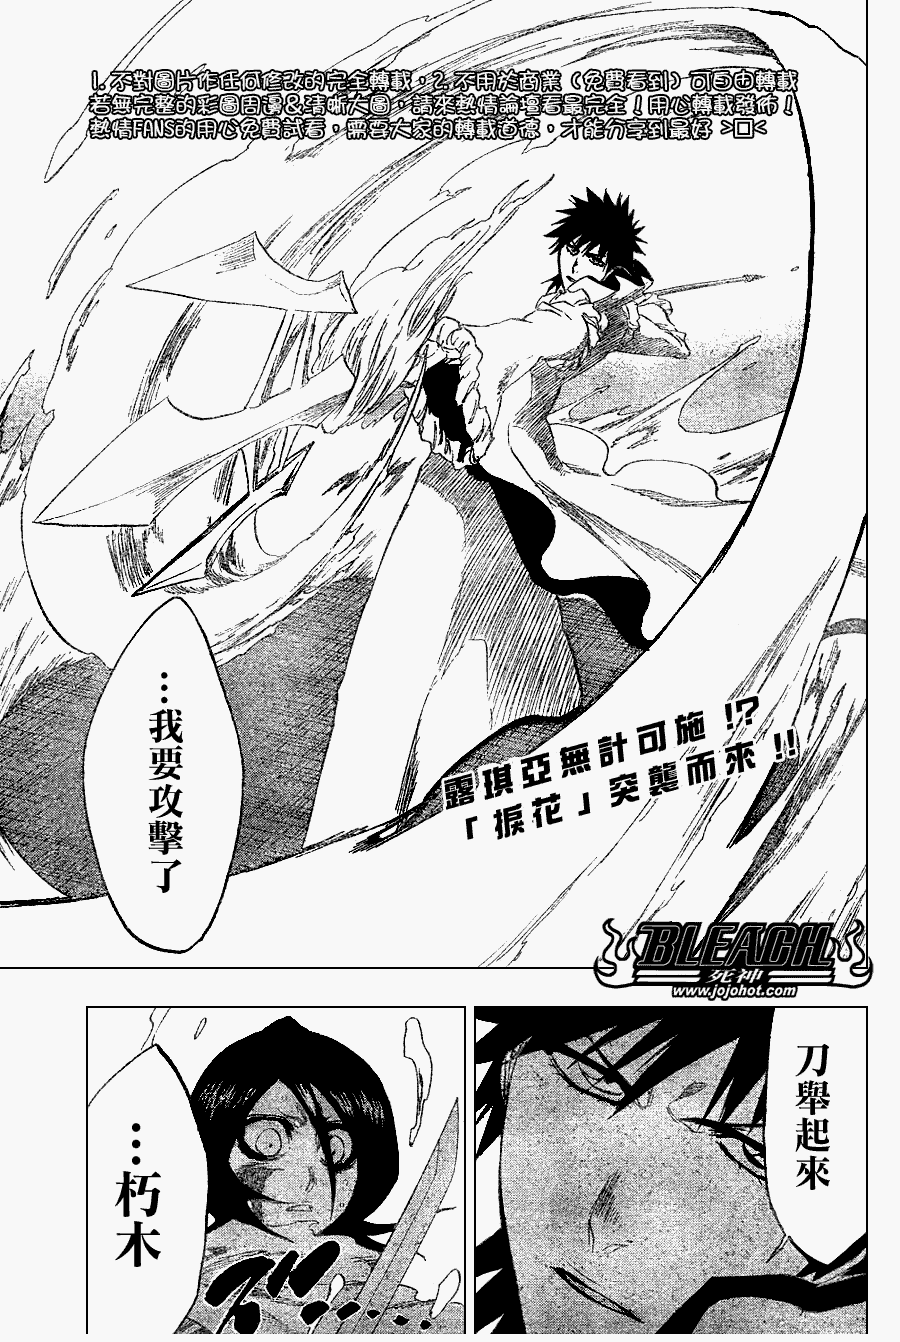 1. 不對圖片作任何修改的完全轉載，2. 不用於商業（免費看到）可自由轉載
若無完整的彩圖周邊&清晰大圖，請來熱情論壇看最完全！用心轉載發佈！
熱情FANS的用心免費試看，需要大家的轉載道德，才能分享到最好 >□<
…我要攻擊了
露琪亞無計可施!?
「捩花」突襲而來!!
BLEACH
死神
www.jojohot.com
刀舉起來
…朽木
ズズ……